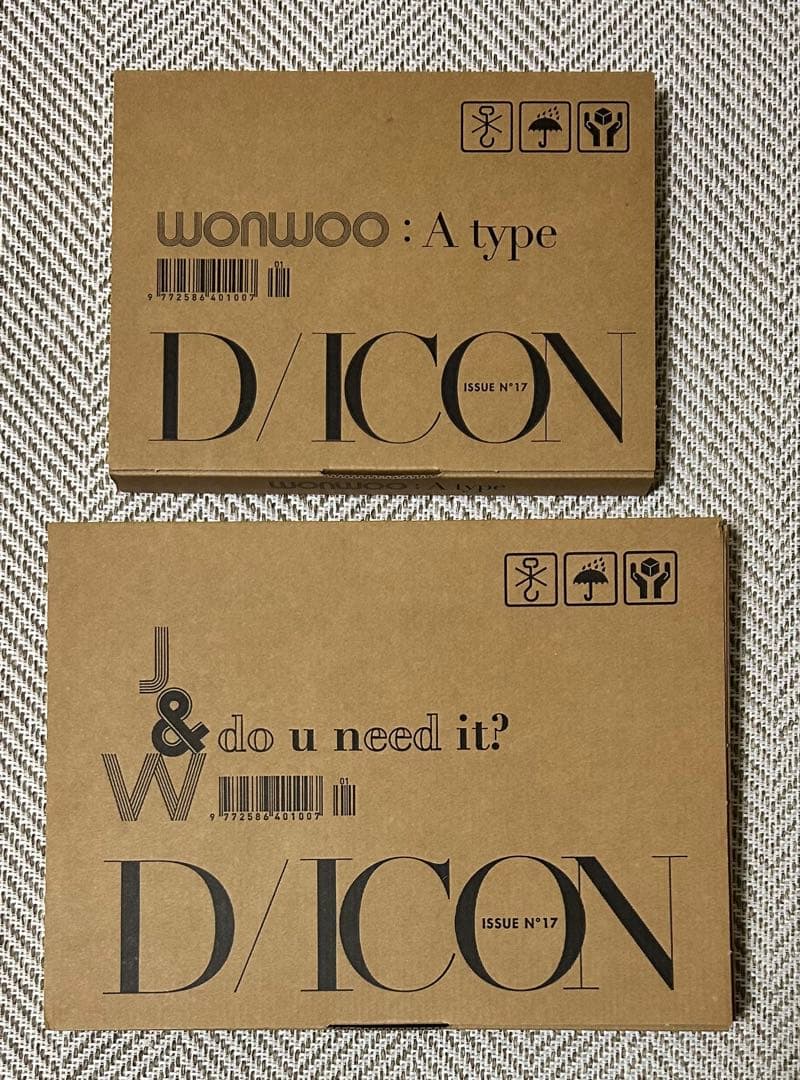 wonwoo : A type
01
9 772586 401007
D/ICON
ISSUE N°17
wonwoo : A type
J
& do u need it?
W
01
9 772586 401007
D/ICON
ISSUE N°17